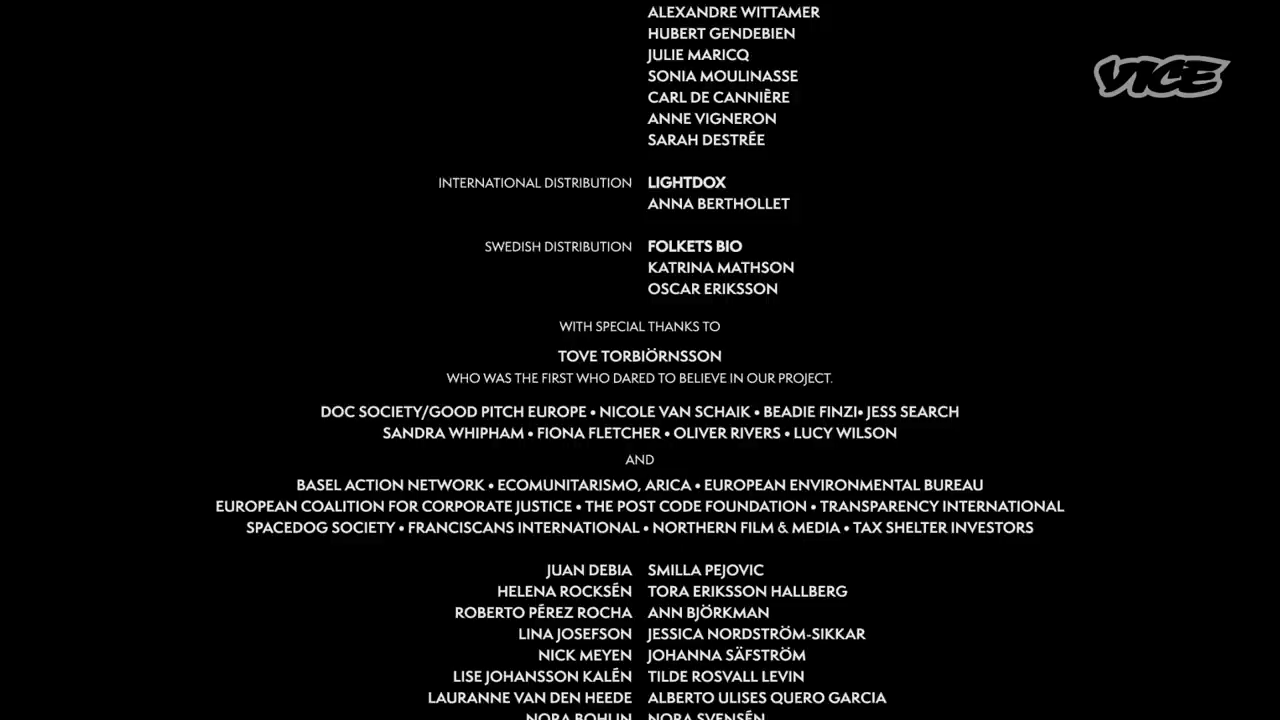 ALEXANDRE WITTAMER
HUBERT GENDEBIEN
JULIE MARICQ
VICE
SONIA MOULINASSE
CARL DE CANNIÈRE
ANNE VIGNERON
SARAH DESTRÉE
INTERNATIONAL DISTRIBUTION LIGHTDOX
ANNA BERTHOLLET
SWEDISH DISTRIBUTION FOLKETS BIO
KATRINA MATHSON
OSCAR ERIKSSON
WITH SPECIAL THANKS TO
TOVE TORBIÖRNSSON
WHO WAS THE FIRST WHO DARED TO BELIEVE IN OUR PROJECT.
DOC SOCIETY/GOOD PITCH EUROPE • NICOLE VAN SCHAIK • BEADIE FINZI• JESS SEARCH
SANDRA WHIPHAM • FIONA FLETCHER • OLIVER RIVERS • LUCY WILSON
AND
BASEL ACTION NETWORK • ECOMUNITARISMO, ARICA • EUROPEAN ENVIRONMENTAL BUREAU
EUROPEAN COALITION FOR CORPORATE JUSTICE • THE POST CODE FOUNDATION • TRANSPARENCY INTERNATIONAL
SPACEDOG SOCIETY • FRANCISCANS INTERNATIONAL • NORTHERN FILM & MEDIA • TAX SHELTER INVESTORS
JUAN DEBIA SMILLA PEJOVIC
HELENA ROCKSÉN TORA ERIKSSON HALLBERG
ROBERTO PÉREZ ROCHA ANN BJÖRKMAN
LINA JOSEFSON JESSICA NORDSTRÖM-SIKKAR
NICK MEYEN JOHANNA SÄFSTRÖM
LISE JOHANSSON KALÉN TILDE ROSVALL LEVIN
LAURANNE VAN DEN HEEDE ALBERTO ULISES QUERO GARCIA
NORA BOHLIN NORA SVENSÉN